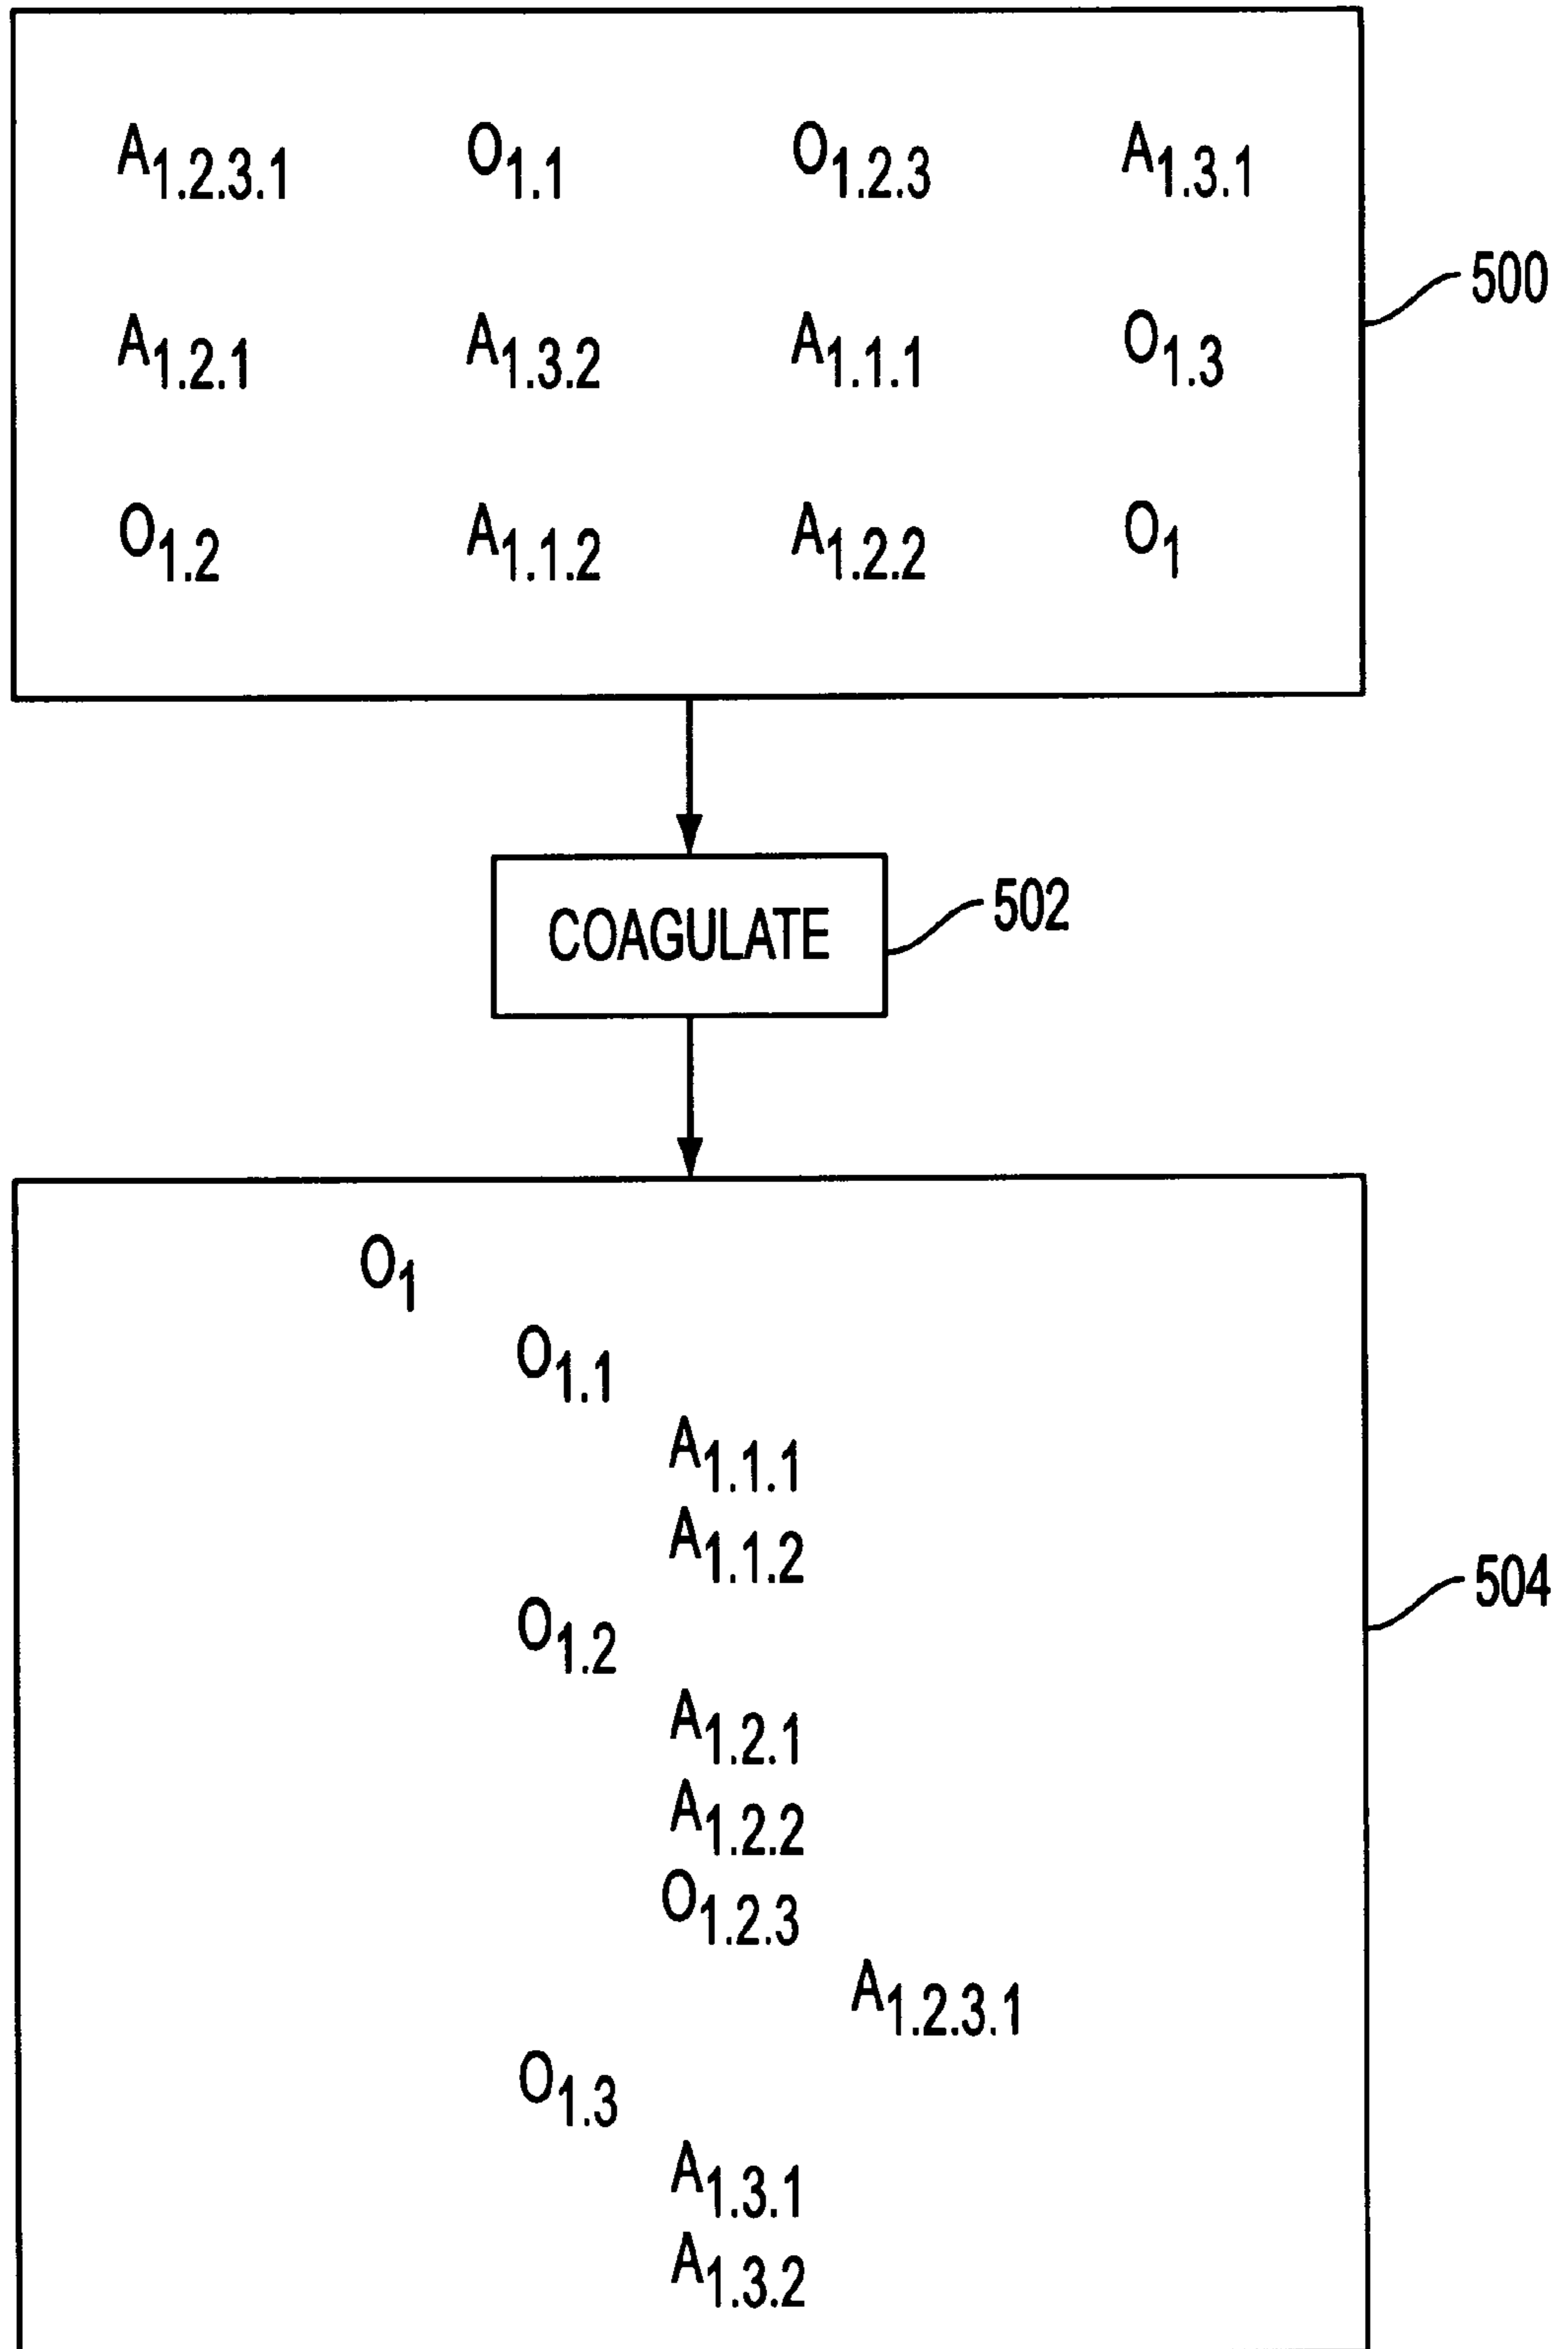 A1.2.3.1 O1.1 O1.2.3 A1.3.1
500
A1.2.1 A1.3.2 A1.1.1 O1.3
O1.2 A1.1.2 A1.2.2 O1
COAGULATE
502
O1
O1.1
A1.1.1
A1.1.2
504
O1.2
A1.2.1
A1.2.2
O1.2.3
A1.2.3.1
O1.3
A1.3.1
A1.3.2